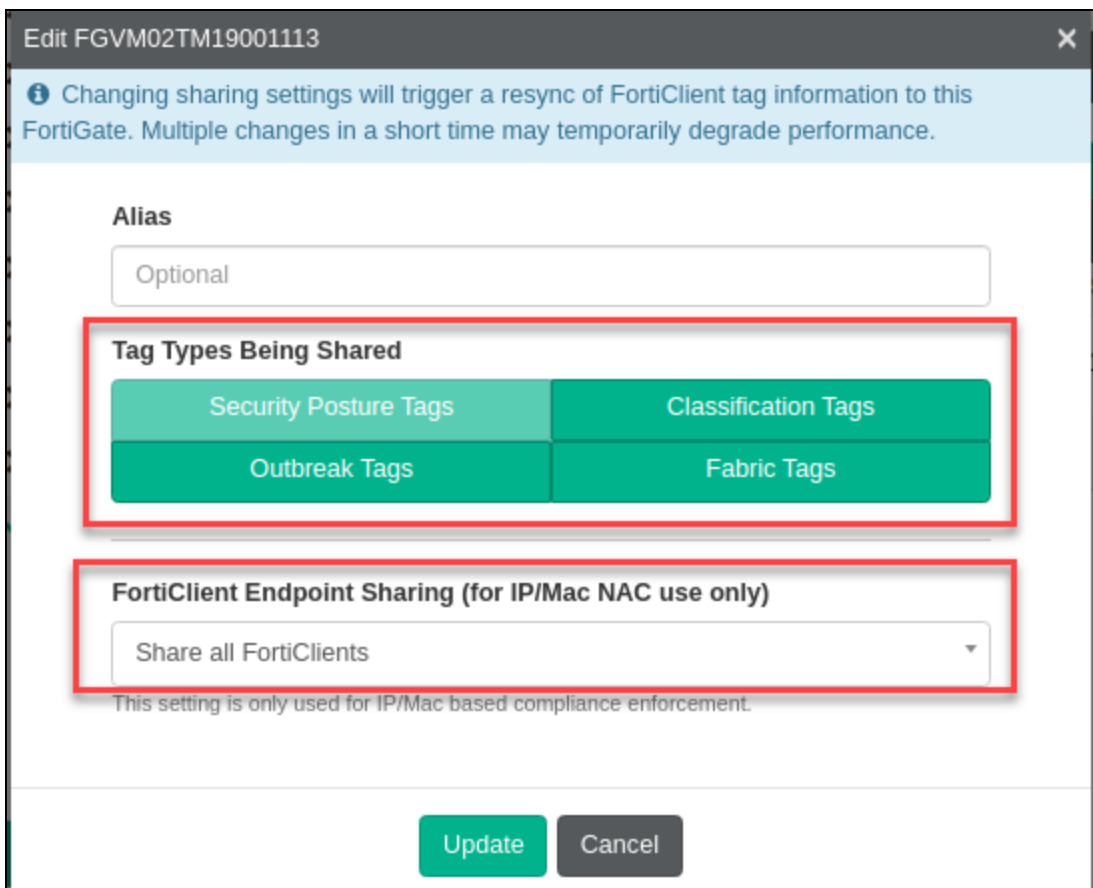 Edit FGVM02TM19001113
Changing sharing settings will trigger a resync of FortiClient tag information to this
FortiGate. Multiple changes in a short time may temporarily degrade performance.
Alias
Optional
Tag Types Being Shared
Security Posture Tags
Classification Tags
Outbreak Tags
Fabric Tags
FortiClient Endpoint Sharing (for IP/Mac NAC use only)
Share all FortiClients
This setting is only used for IP/Mac based compliance enforcement.
Update
Cancel